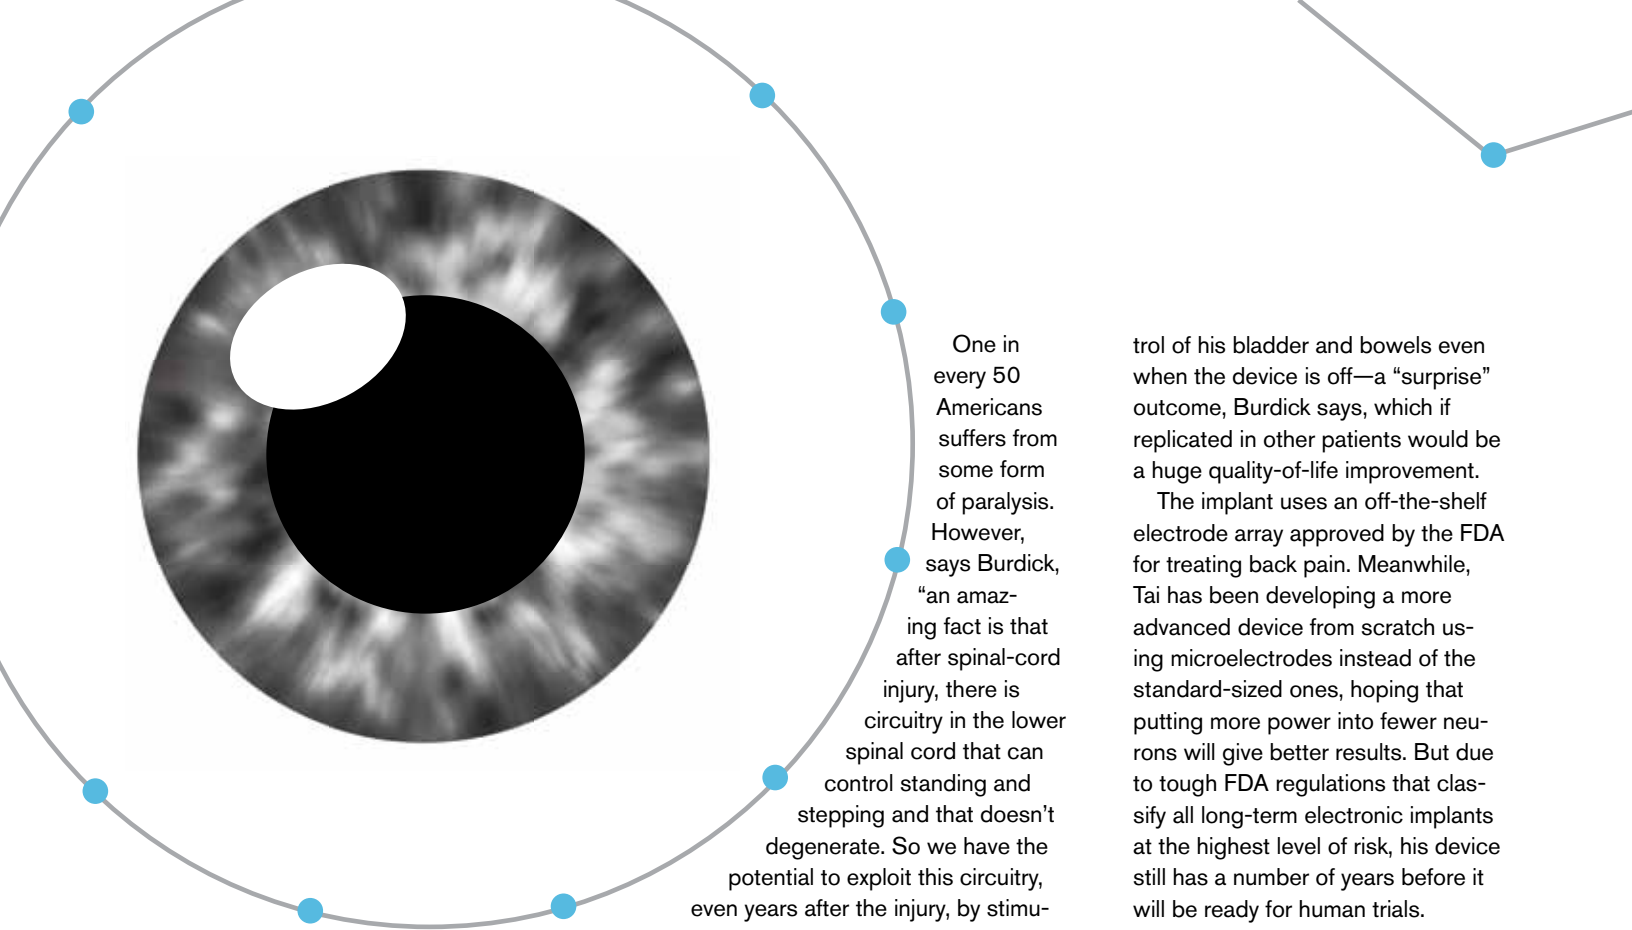 One in
every 50
Americans
suffers from
some form
of paralysis.
However,
says Burdick,
“an amaz-
ing fact is that
after spinal-cord
injury, there is
circuitry in the lower
spinal cord that can
control standing and
stepping and that doesn’t
degenerate. So we have the
potential to exploit this circuitry,
even years after the injury, by stimu-
trol of his bladder and bowels even
when the device is off—a “surprise”
outcome, Burdick says, which if
replicated in other patients would be
a huge quality-of-life improvement.
The implant uses an off-the-shelf
electrode array approved by the FDA
for treating back pain. Meanwhile,
Tai has been developing a more
advanced device from scratch us-
ing microelectrodes instead of the
standard-sized ones, hoping that
putting more power into fewer neu-
rons will give better results. But due
to tough FDA regulations that clas-
sify all long-term electronic implants
at the highest level of risk, his device
still has a number of years before it
will be ready for human trials.